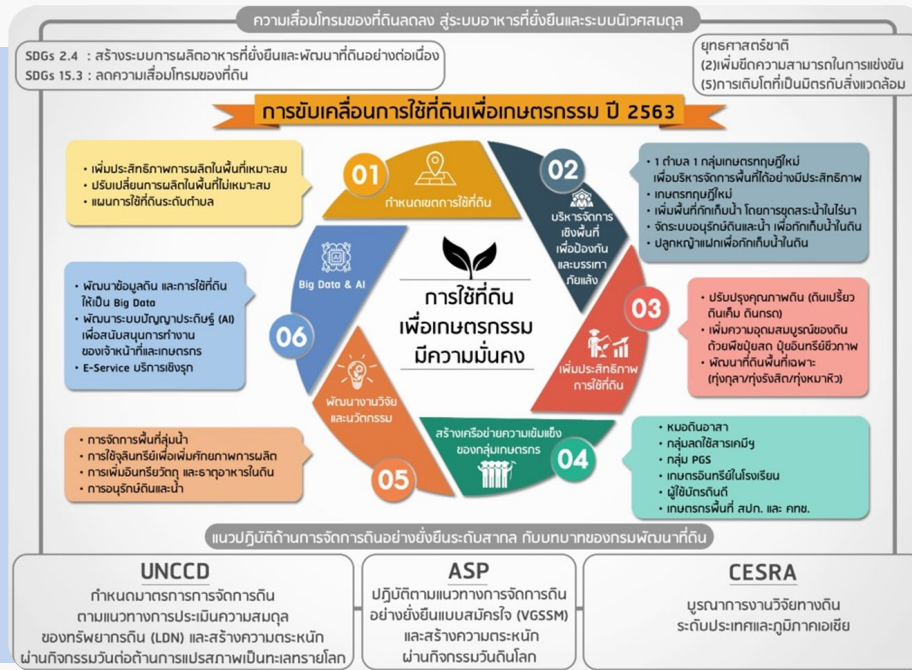 ความเสื่อมโทรมของที่ดินลดลง สู่ระบบอาหารที่ยั่งยืนและระบบนิเวศสมดุล
SDGs 2.4 : สร้างระบบการผลิตอาหารที่ยั่งยืนและพัฒนาที่ดินอย่างต่อเนื่อง
SDGs 15.3 : ลดความเสื่อมโทรมของที่ดิน
ยุทธศาสตร์ชาติ
(2)เพิ่มขีดความสามารถในการแข่งขัน
(5)การเติบโตที่เป็นมิตรกับสิ่งแวดล้อม
การขับเคลื่อนการใช้ที่ดินเพื่อเกษตรกรรม ปี 2563
• เพิ่มประสิทธิภาพการผลิตในพื้นที่เหมาะสม
• ปรับเปลี่ยนการผลิตในพื้นที่ไม่เหมาะสม
• แผนการใช้ที่ดินระดับตำบล
01
กำหนดเขตการใช้ที่ดิน
02
บริหารจัดการ
เชิงพื้นที่
เพื่อป้องกัน
และบรรเทา
ภัยแล้ง
• 1 ตำบล 1 กลุ่มเกษตรทฤษฎีใหม่
เพื่อบริหารจัดการพื้นที่ได้อย่างมีประสิทธิภาพ
• เกษตรทฤษฎีใหม่
• เพิ่มพื้นที่กักเก็บน้ำ โดยการขุดสระน้ำในไร่นา
• จัดระบบอนุรักษ์ดินและน้ำ เพื่อกักเก็บน้ำในดิน
• ปลูกหญ้าแฝกเพื่อกักเก็บน้ำในดิน
การใช้ที่ดิน
เพื่อเกษตรกรรม
มีความมั่นคง
03
เพิ่มประสิทธิภาพ
การใช้ที่ดิน
• ปรับปรุงคุณภาพดิน (ดินเปรี้ยว
ดินเค็ม ดินกรด)
• เพิ่มความอุดมสมบูรณ์ของดิน
ด้วยพืชปุ๋ยสด ปุ๋ยอินทรีย์ชีวภาพ
• พัฒนาที่ดินพื้นที่เฉพาะ
(ทุ่งกุลา/ทุ่งรังสิต/ทุ่งหมาหิว)
สร้างเครือข่ายความเข้มแข็ง
ของกลุ่มเกษตรกร
04
• หมอดินอาสา
• กลุ่มลดใช้สารเคมีฯ
• กลุ่ม PGS
• เกษตรอินทรีย์ในโรงเรียน
• ผู้ใช้บัตรดินดี
• เกษตรกรพื้นที่ สปก. และ คทช.
พัฒนางานวิจัย
และนวัตกรรม
05
• การจัดการพื้นที่ลุ่มน้ำ
• การใช้จุลินทรีย์เพื่อเพิ่มศักยภาพการผลิต
• การเพิ่มอินทรียวัตถุ และธาตุอาหารในดิน
• การอนุรักษ์ดินและน้ำ
AI
Big Data & AI
06
• พัฒนาข้อมูลดิน และการใช้ที่ดิน
ให้เป็น Big Data
• พัฒนาระบบปัญญาประดิษฐ์ (AI)
เพื่อสนับสนุนการทำงาน
ของเจ้าหน้าที่และเกษตรกร
• E-Service บริการเชิงรุก
แนวปฏิบัติด้านการจัดการดินอย่างยั่งยืนระดับสากล กับบทบาทของกรมพัฒนาที่ดิน
UNCCD
กำหนดมาตรการการจัดการดิน
ตามแนวทางการประเมินความสมดุล
ของทรัพยากรดิน (LDN) และสร้างความตระหนัก
ผ่านกิจกรรมวันต่อต้านการแปรสภาพเป็นทะเลทรายโลก
ASP
ปฏิบัติตามแนวทางการจัดการดิน
อย่างยั่งยืนแบบสมัครใจ (VGSSM)
และสร้างความตระหนัก
ผ่านกิจกรรมวันดินโลก
CESRA
บูรณาการงานวิจัยทางดิน
ระดับประเทศและภูมิภาคเอเชีย